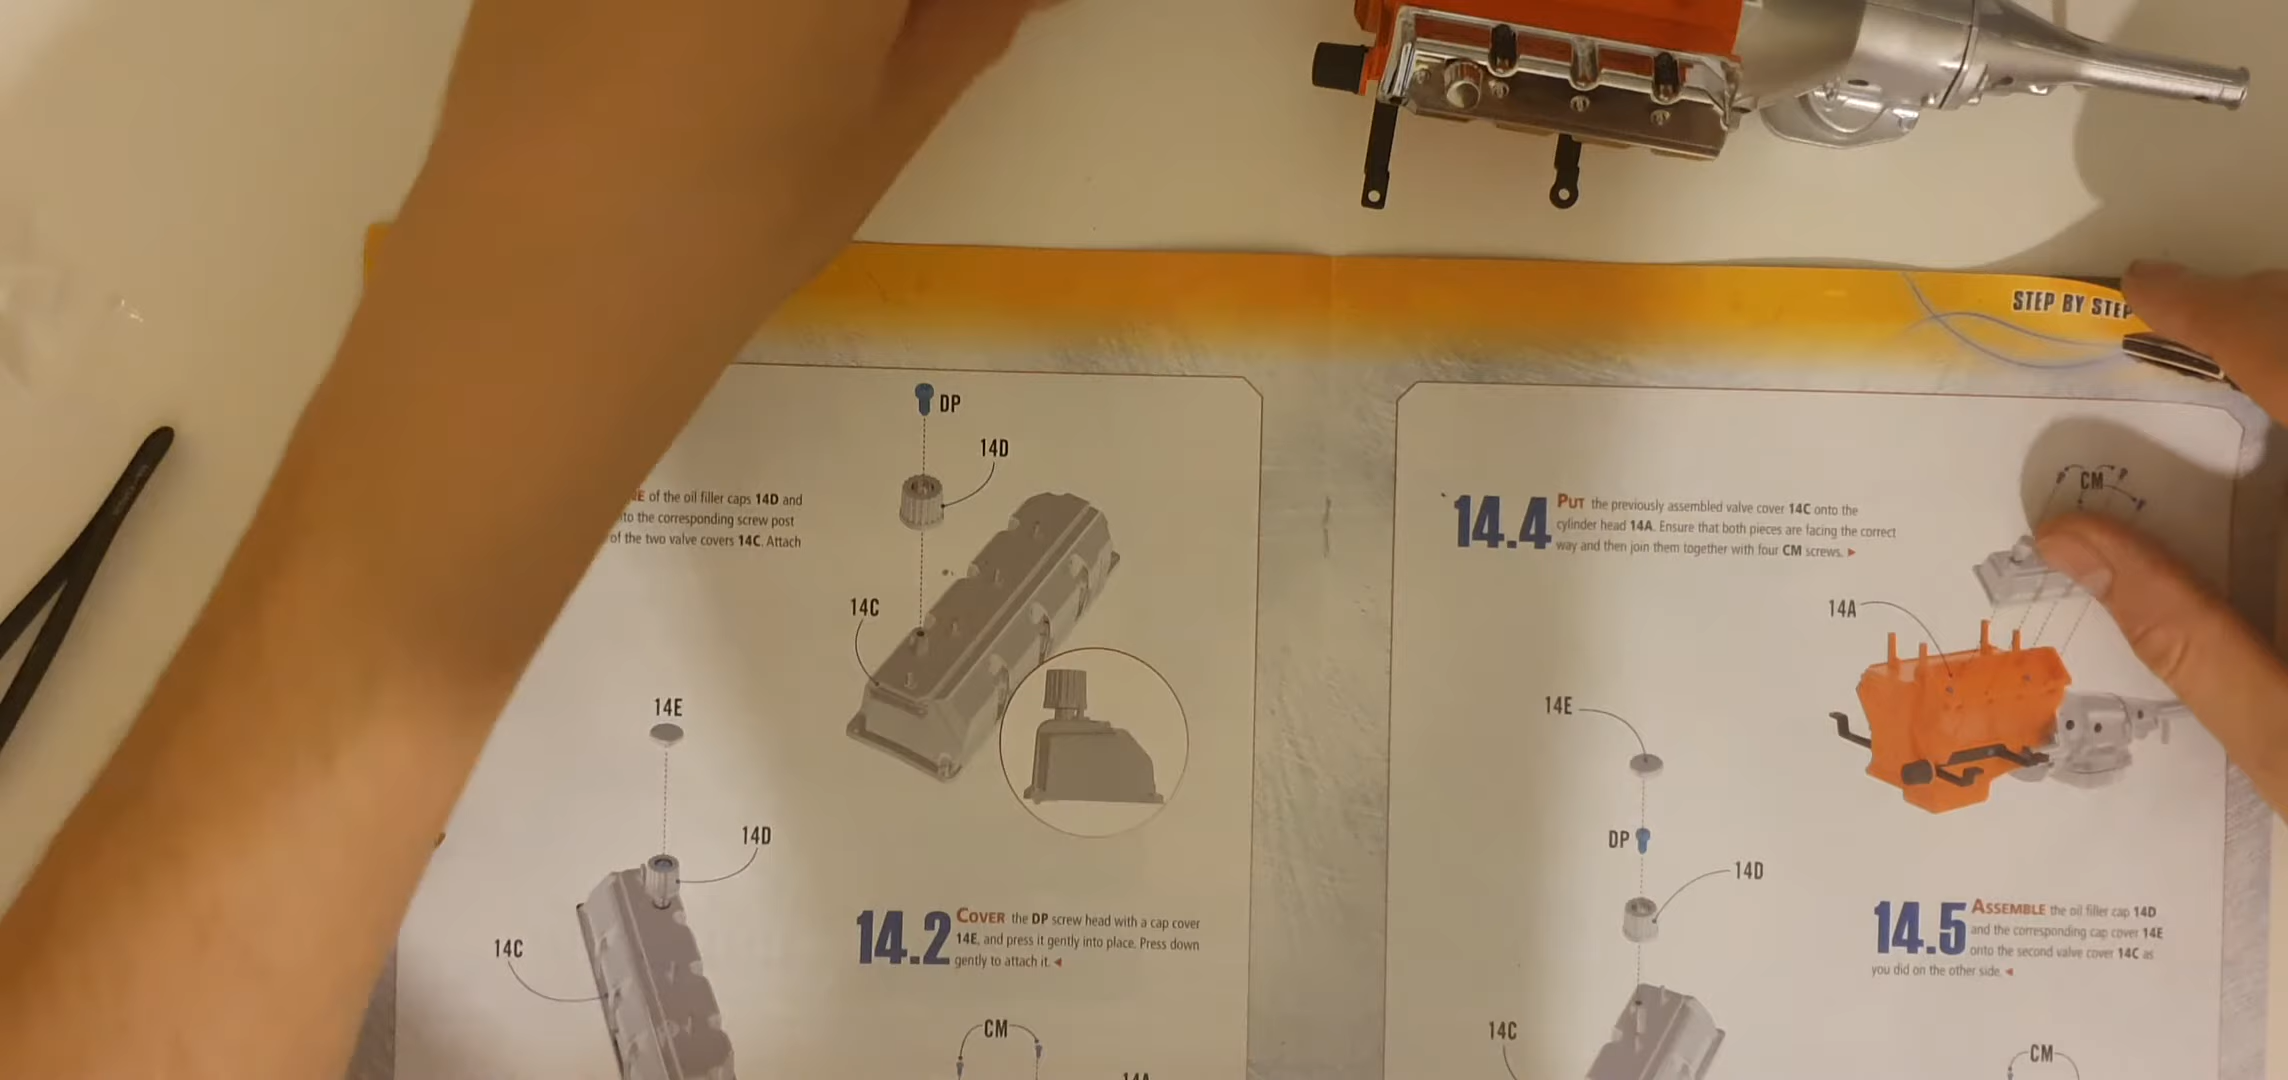 STEP BY STEP
DP
14D
of the oil filler caps 14D and
to the corresponding screw post
of the two valve covers 14C. Attach
14C
14E
14D
14C
14.2 COVER the DP screw head with a cap cover
14E, and press it gently into place. Press down
gently to attach it.
CM
14A
14.4 PUT the previously assembled valve cover 14C onto the
cylinder head 14A. Ensure that both pieces are facing the correct
way and then join them together with four CM screws.
CM
14A
14E
DP
14D
14.5 ASSEMBLE the oil filler cap 14D
and the corresponding cap cover 14E
onto the second valve cover 14C as
you did on the other side.
14C
CM